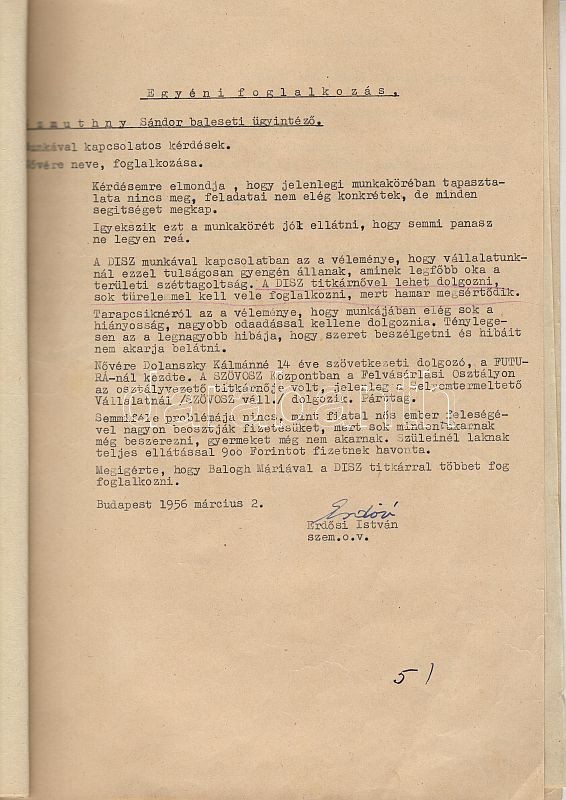 Egyéni foglalkozás.
Sándor baleseti ügyintéző.
Munkával kapcsolatos kérdések.
Nővére neve, foglalkozása.
Kérdésemre elmondja , hogy jelenlegi munkakörében tapaszta-
lata nincs meg, feladatai nem elég konkrétek, de minden
segitséget megkap.
Igyekszik ezt a munkakörét jól ellátni, hogy semmi panasz
ne legyen reá.
A DISZ munkával kapcsolatban az a véleménye, hogy vállalatunk-
nál ezzel tulságosan gyengén állanak, aminek legfőbb oka a
területi széttagoltság. A DISZ titkárnővel lehet dolgozni,
sok türele mel kell vele foglalkozni, mert hamar megsértődik.
Tarapcsiknéról az a véleménye, hogy munkájában elég sok a
hiányosság, nagyobb odaadással kellene dolgoznia. Tényleges-
en az a legnagyobb hibája, hogy szeret beszélgetni és hibáit
nem akarja belátni.
Nővére Dolanszky Kálmánné 14 éve szövetkezeti dolgozó, a FUTU-
RÁ-nál kezdte. A SZÖVOSZ Központban a Felvásárlási Osztályon
az osztályvezető titkárnője volt, jelenleg a Selyemtermeltető
Vállalatnál /SZÖVOSZ váll./ dolgozik. Párttag.
Semmilyen problémája nincs, mint fiatal nős ember feleségé-
vel nagyon beosztják fizetésüket, mert sok mindent akarnak
még beszerezni, gyermeket még nem akarnak. Szüleinél laknak
teljes ellátással 900 Forintot fizetnek havonta.
Megigérte, hogy Balogh Máriával a DISZ titkárral többet fog
foglalkozni.
Budapest 1956 március 2.
Erdősi István
szem.o.v.
51